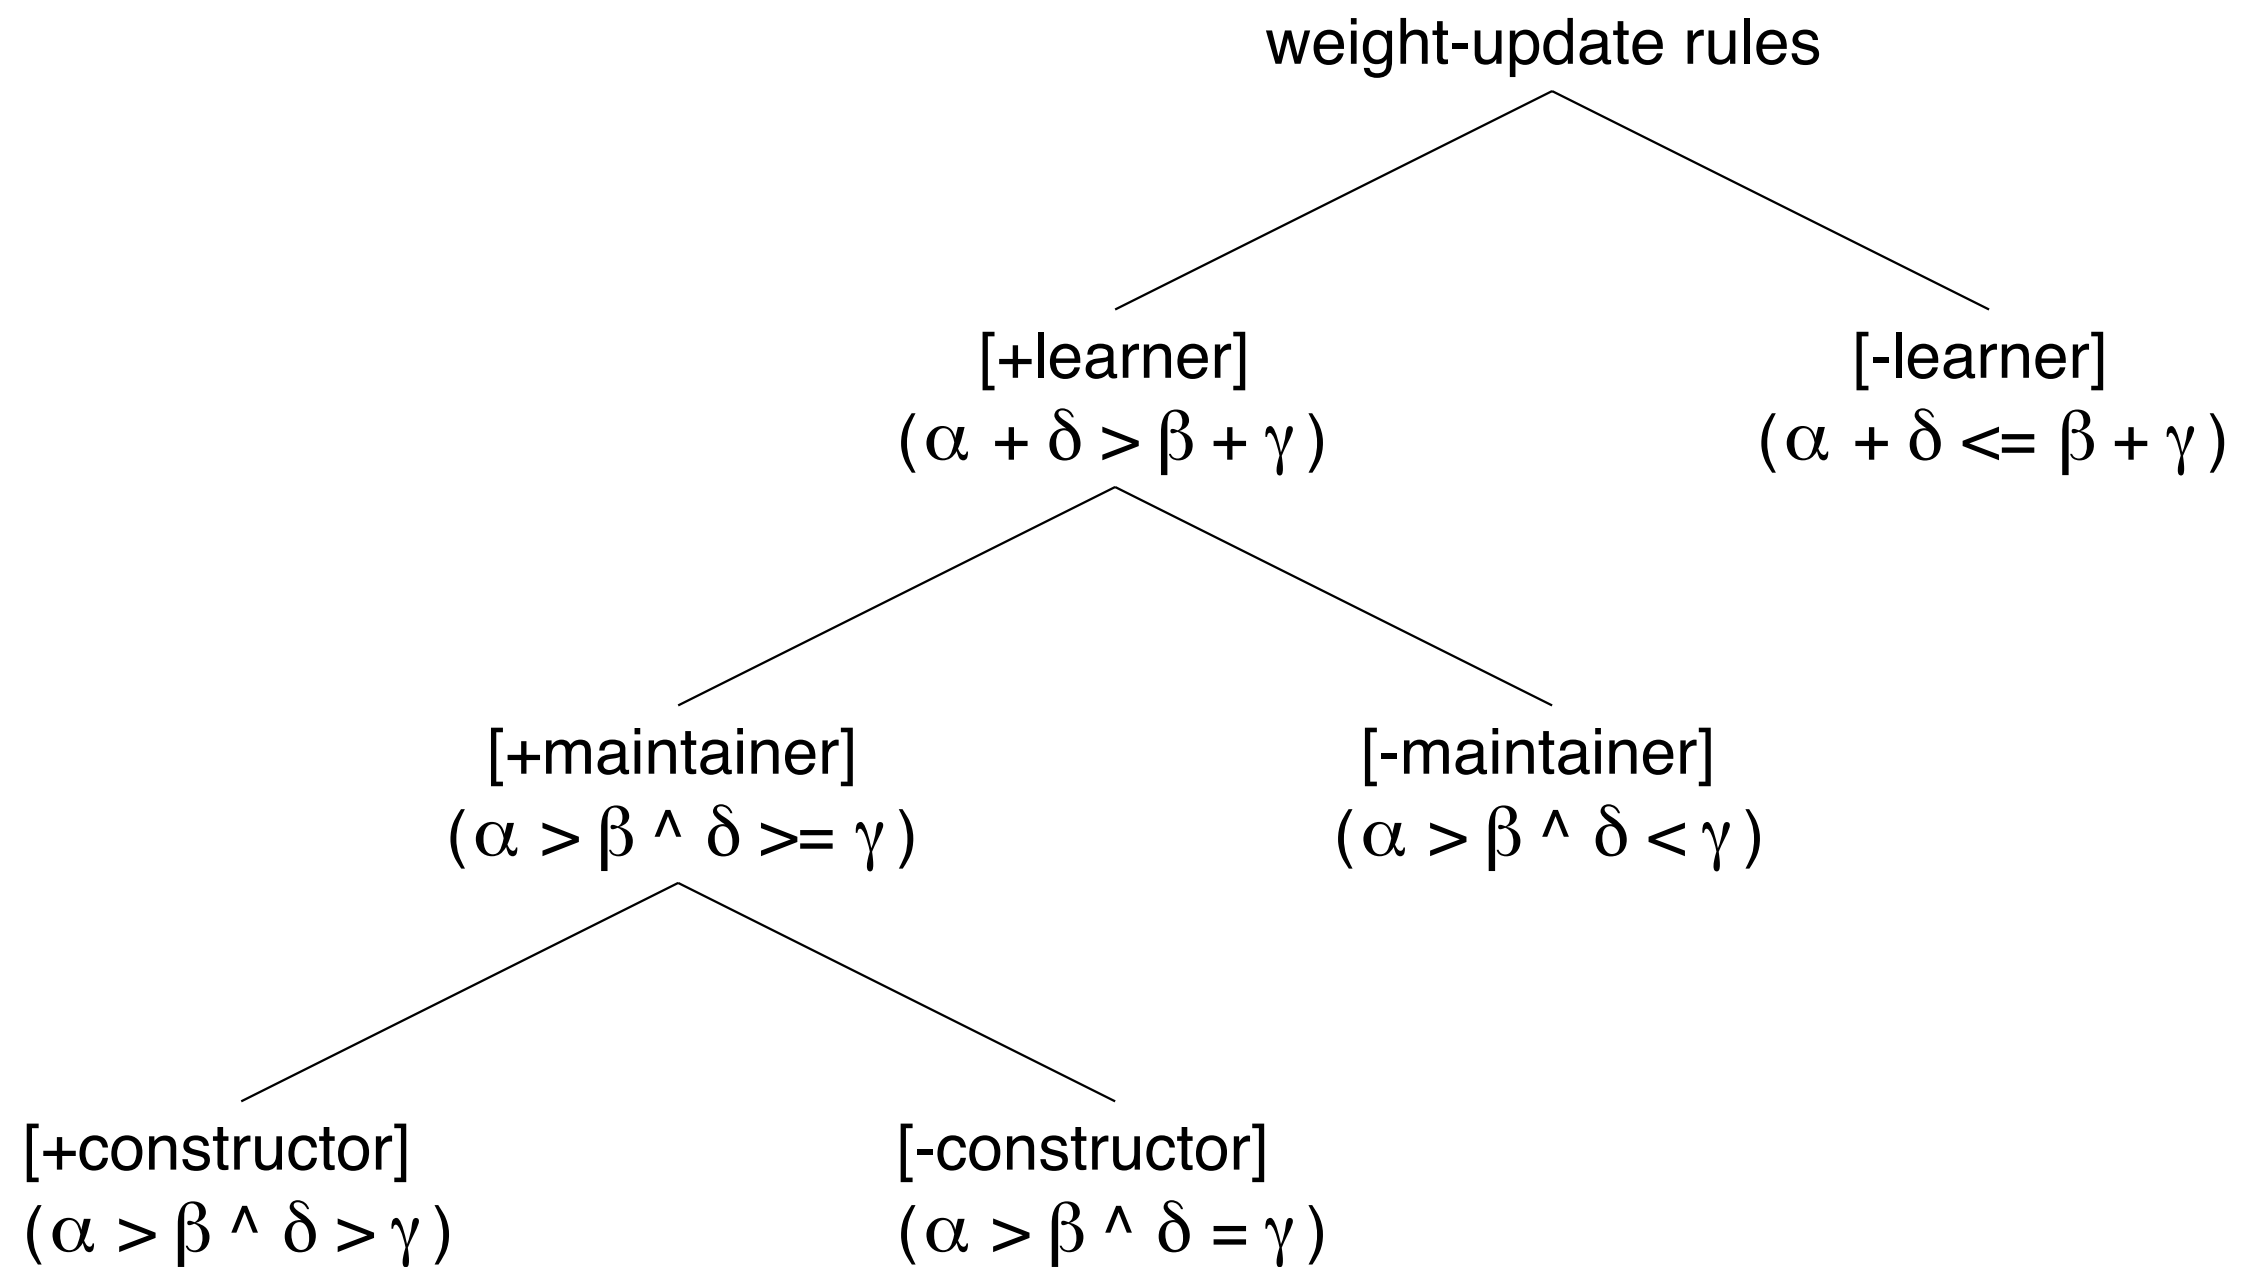 weight-update rules
[+learner]
(α + δ > β + γ)
[-learner]
(α + δ <= β + γ)
[+maintainer]
(α > β ^ δ >= γ)
[-maintainer]
(α > β ^ δ < γ)
[+constructor]
(α > β ^ δ > γ)
[-constructor]
(α > β ^ δ = γ)